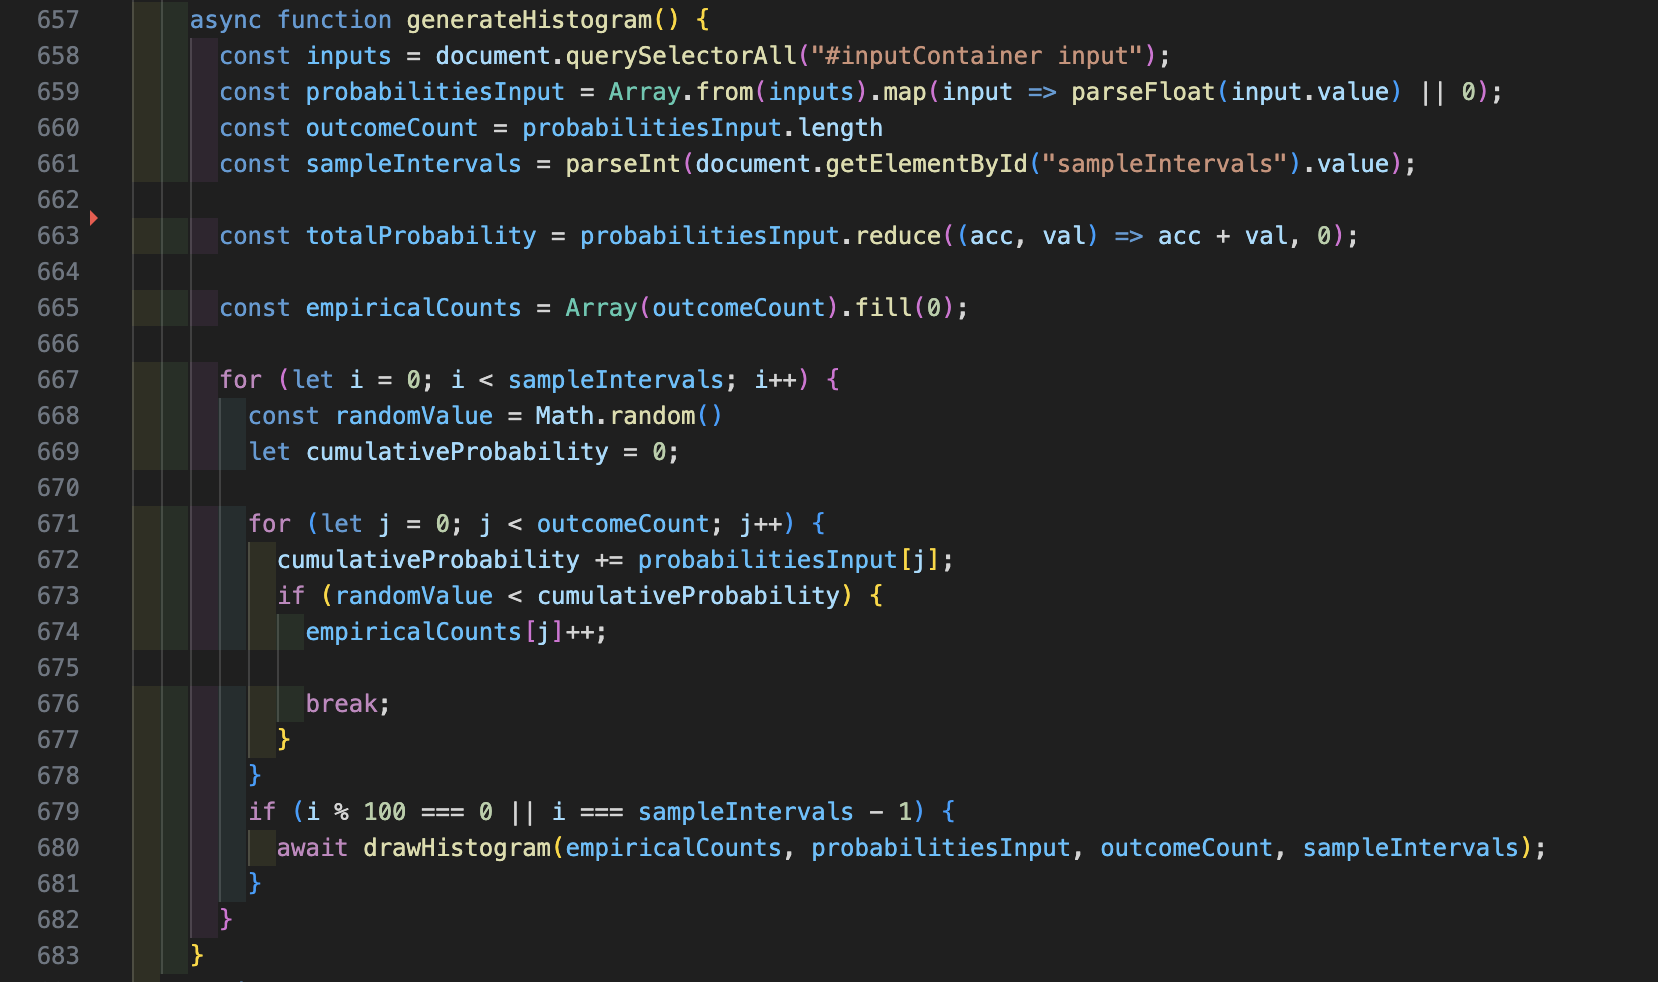 657 async function generateHistogram() {
658 const inputs = document.querySelectorAll("#inputContainer input");
659 const probabilitiesInput = Array.from(inputs).map(input => parseFloat(input.value) || 0);
660 const outcomeCount = probabilitiesInput.length
661 const sampleIntervals = parseInt(document.getElementById("sampleIntervals").value);
662
663 const totalProbability = probabilitiesInput.reduce((acc, val) => acc + val, 0);
664
665 const empiricalCounts = Array(outcomeCount).fill(0);
666
667 for (let i = 0; i < sampleIntervals; i++) {
668 const randomValue = Math.random()
669 let cumulativeProbability = 0;
670
671 for (let j = 0; j < outcomeCount; j++) {
672 cumulativeProbability += probabilitiesInput[j];
673 if (randomValue < cumulativeProbability) {
674 empiricalCounts[j]++;
675
676 break;
677 }
678 }
679 if (i % 100 === 0 || i === sampleIntervals - 1) {
680 await drawHistogram(empiricalCounts, probabilitiesInput, outcomeCount, sampleIntervals);
681 }
682 }
683 }